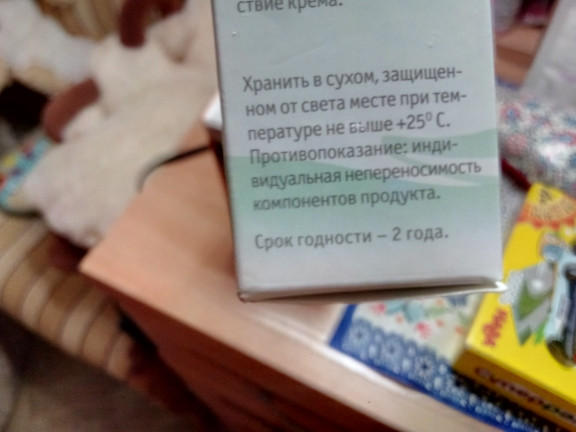 ствие крема.
Хранить в сухом, защищен-
ном от света месте при тем-
пературе не выше +25⁰ С.
Противопоказание: инди-
видуальная непереносимость
компонентов продукта.
Срок годности – 2 года.